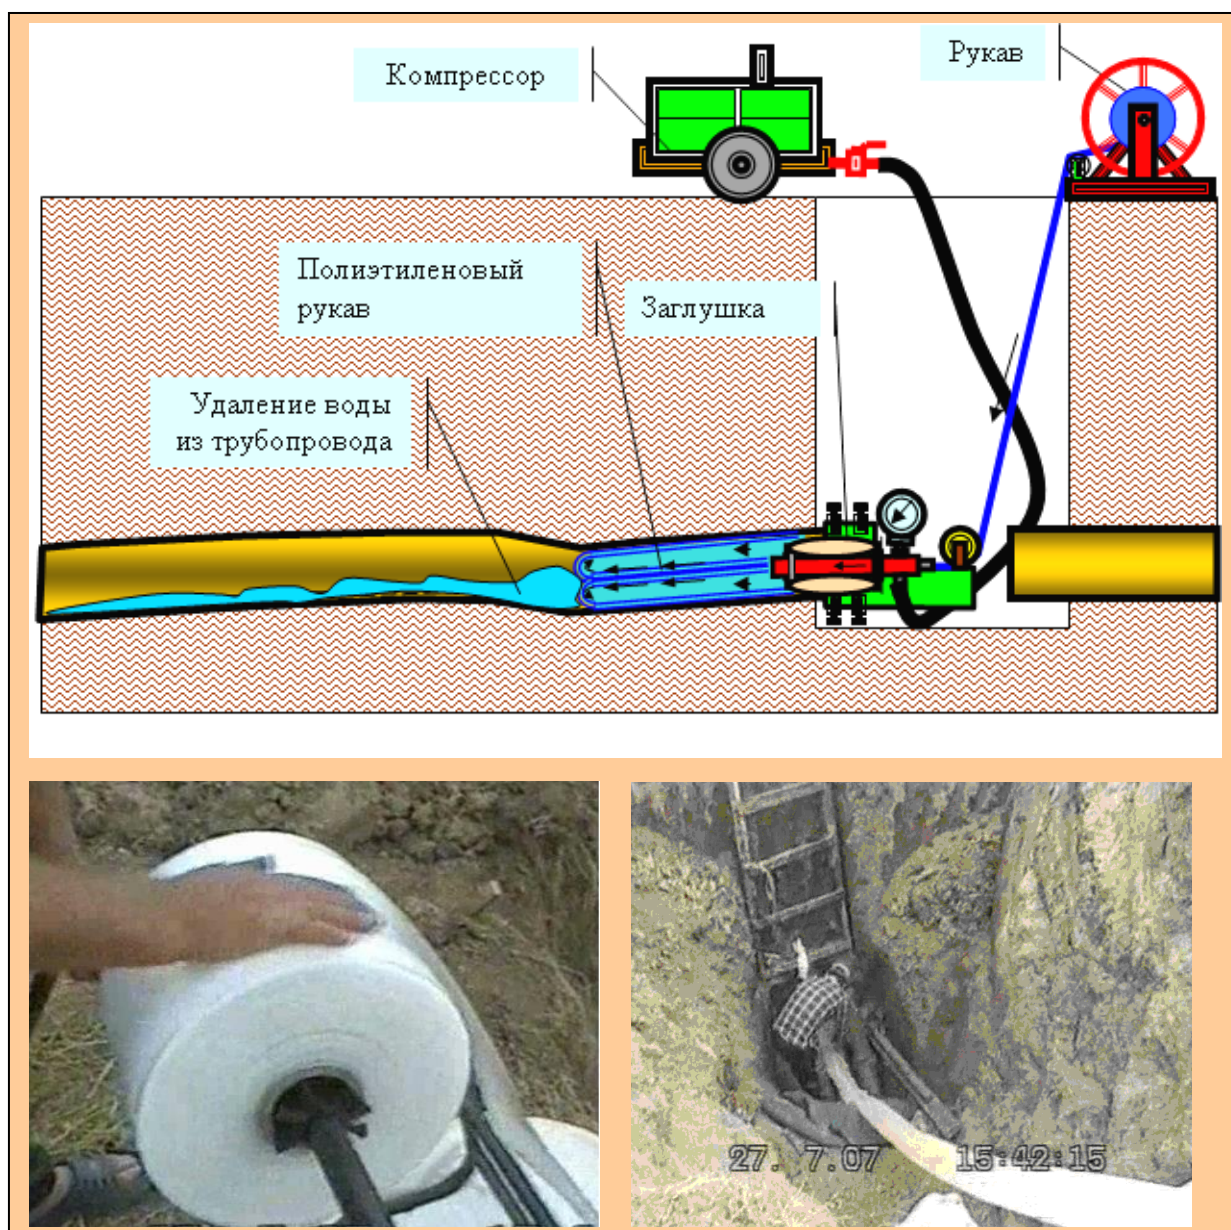 Компрессор
Рукав
Полиэтиленовый
рукав
Заглушка
Удаление воды
из трубопровода
27. 7.07 15:42:15